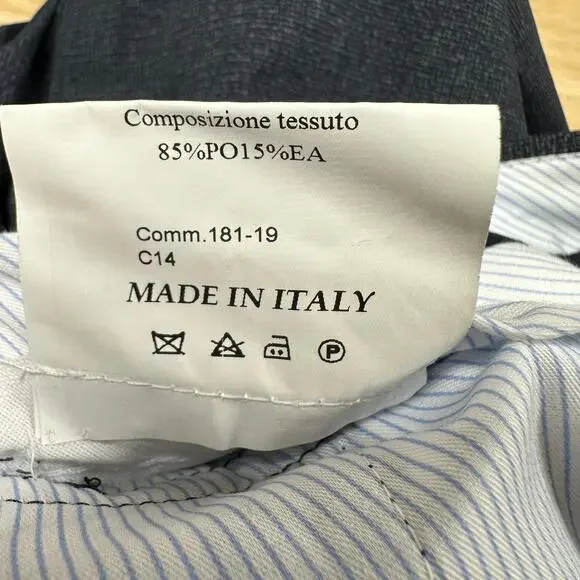 Composizione tessuto
85%PO15%EA
Comm.181-19
C14
MADE IN ITALY
P